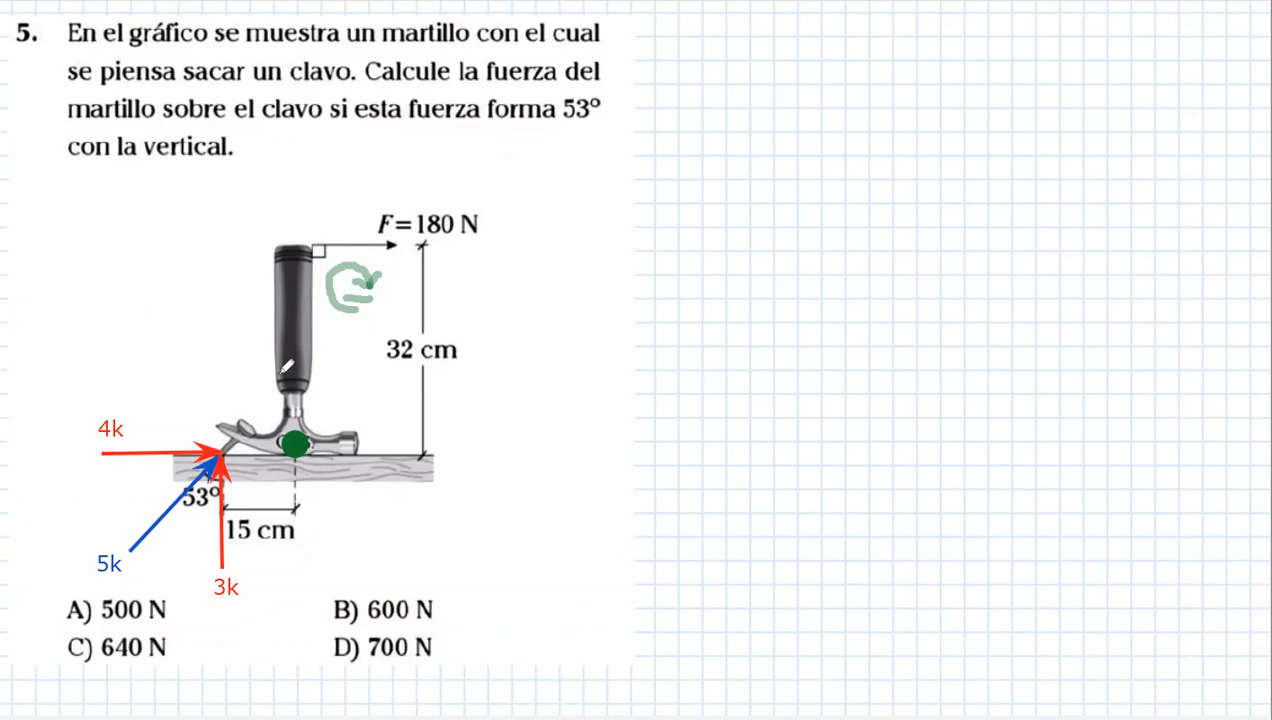 5. En el gráfico se muestra un martillo con el cual
se piensa sacar un clavo. Calcule la fuerza del
martillo sobre el clavo si esta fuerza forma 53º
con la vertical.
F=180 N
32 cm
4k
53º
15 cm
5k
3k
A) 500 N B) 600 N
C) 640 N D) 700 N